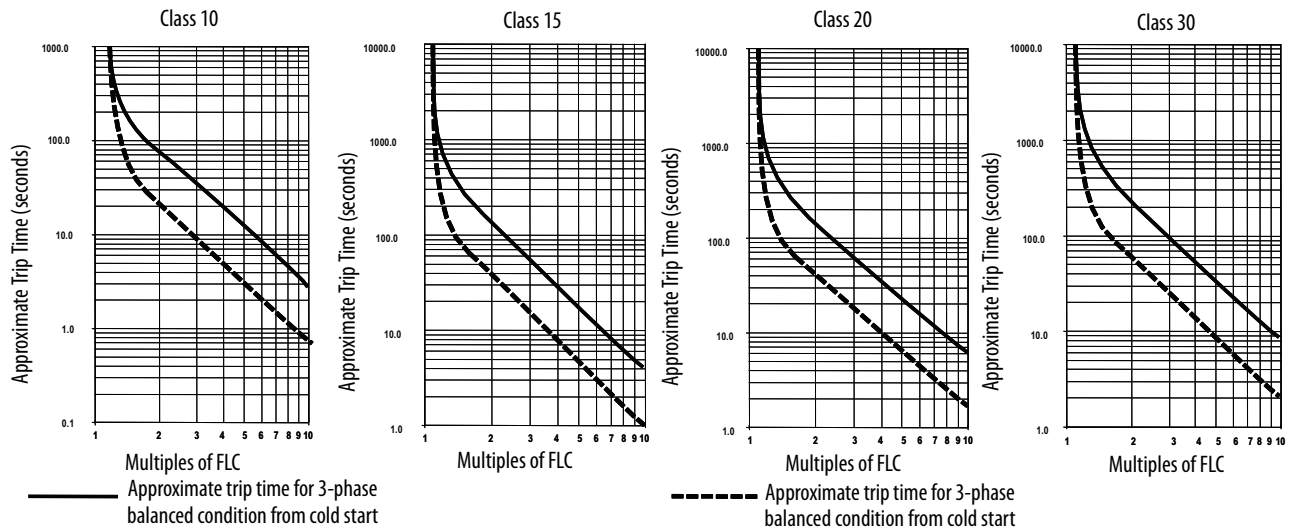 Class 10
Approximate Trip Time (seconds)
1000.0
100.0
10.0
1.0
0.1
1 2 3 4 5 6 7 8 9 10
Multiples of FLC
Class 15
Approximate Trip Time (seconds)
10000.0
1000.0
100.0
10.0
1.0
1 2 3 4 5 6 7 8 9 10
Multiples of FLC
Class 20
Approximate Trip Time (seconds)
10000.0
1000.0
100.0
10.0
1.0
1 2 3 4 5 6 7 8 9 10
Multiples of FLC
Class 30
Approximate Trip Time (seconds)
10000.0
1000.0
100.0
10.0
1.0
1 2 3 4 5 6 7 8 9 10
Multiples of FLC
Approximate trip time for 3-phase
balanced condition from cold start
Approximate trip time for 3-phase
balanced condition from cold start